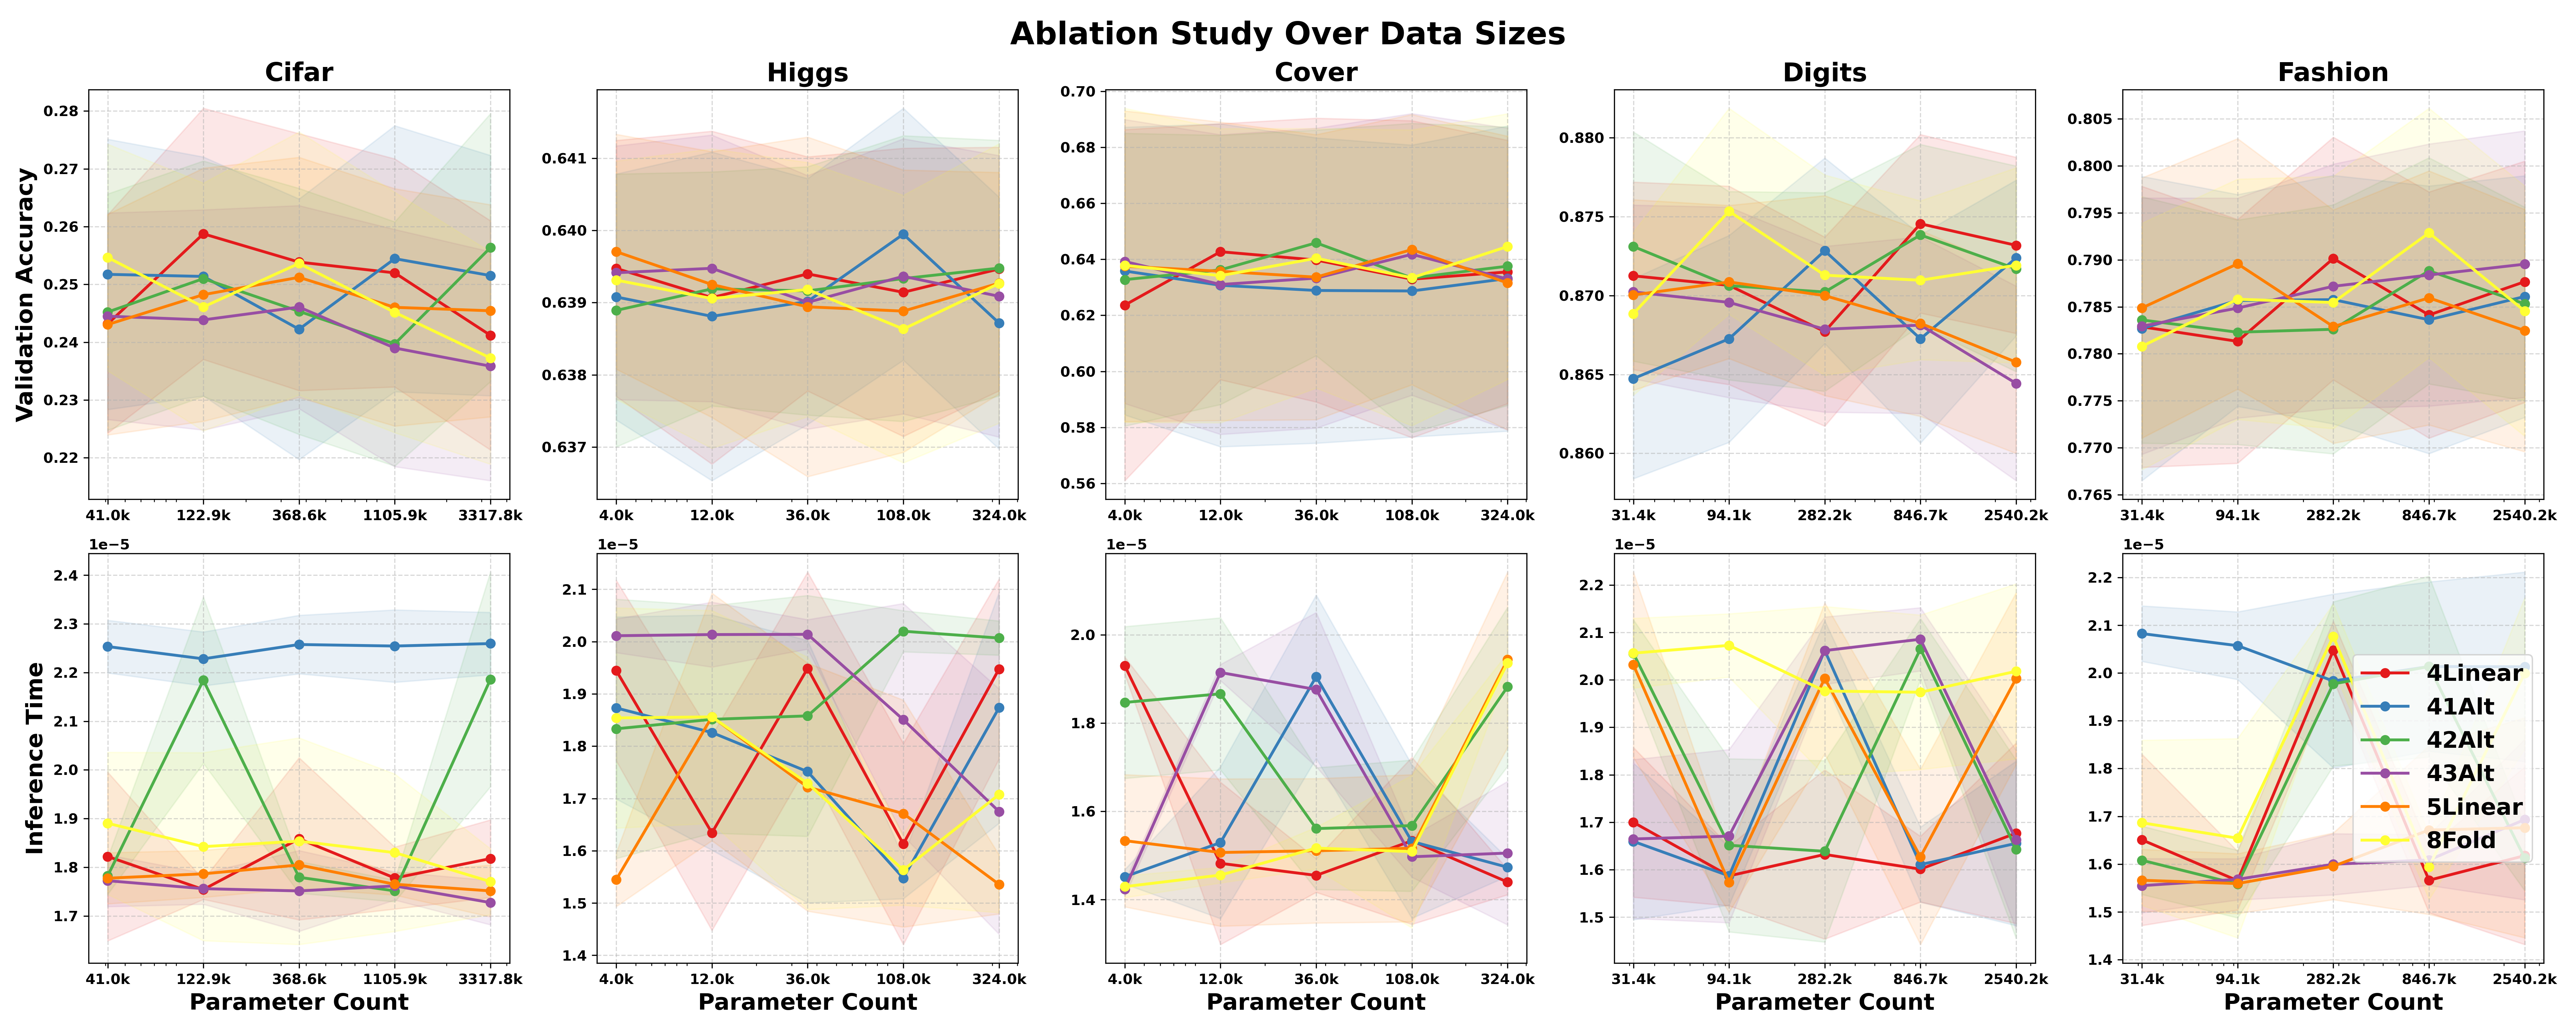 Ablation Study Over Data Sizes
Cifar
Higgs
Cover
Digits
Fashion
Validation Accuracy
0.28
0.27
0.26
0.25
0.24
0.23
0.22
41.0k 122.9k 368.6k 1105.9k 3317.8k
0.641
0.640
0.639
0.638
0.637
4.0k 12.0k 36.0k 108.0k 324.0k
0.70
0.68
0.66
0.64
0.62
0.60
0.58
0.56
4.0k 12.0k 36.0k 108.0k 324.0k
0.880
0.875
0.870
0.865
0.860
31.4k 94.1k 282.2k 846.7k 2540.2k
0.805
0.800
0.795
0.790
0.785
0.780
0.775
0.770
0.765
31.4k 94.1k 282.2k 846.7k 2540.2k
Inference Time
1e−5
2.4
2.3
2.2
2.1
2.0
1.9
1.8
1.7
41.0k 122.9k 368.6k 1105.9k 3317.8k
Parameter Count
1e−5
2.1
2.0
1.9
1.8
1.7
1.6
1.5
1.4
4.0k 12.0k 36.0k 108.0k 324.0k
Parameter Count
1e−5
2.0
1.8
1.6
1.4
4.0k 12.0k 36.0k 108.0k 324.0k
Parameter Count
1e−5
2.2
2.1
2.0
1.9
1.8
1.7
1.6
1.5
31.4k 94.1k 282.2k 846.7k 2540.2k
Parameter Count
1e−5
2.2
2.1
2.0
1.9
1.8
1.7
1.6
1.5
1.4
31.4k 94.1k 282.2k 846.7k 2540.2k
Parameter Count
4Linear
41Alt
42Alt
43Alt
5Linear
8Fold